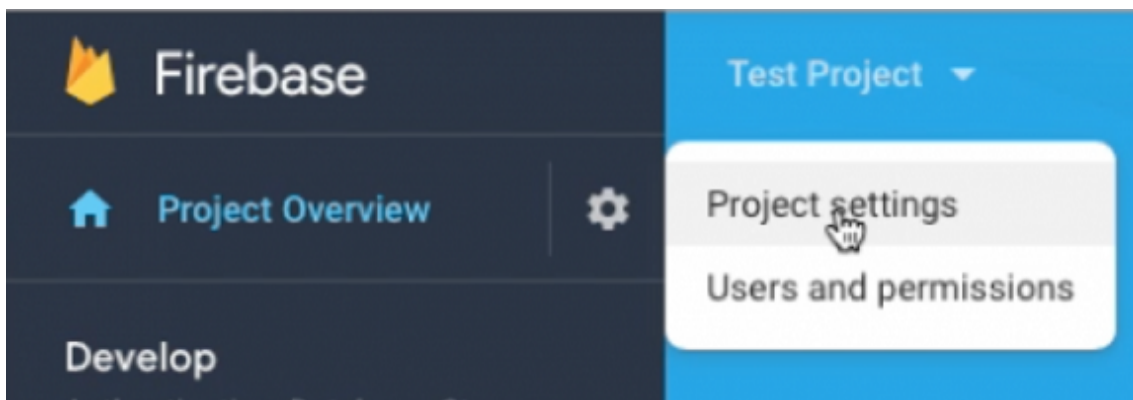 Firebase
Test Project
Project Overview
Project settings
Users and permissions
Develop